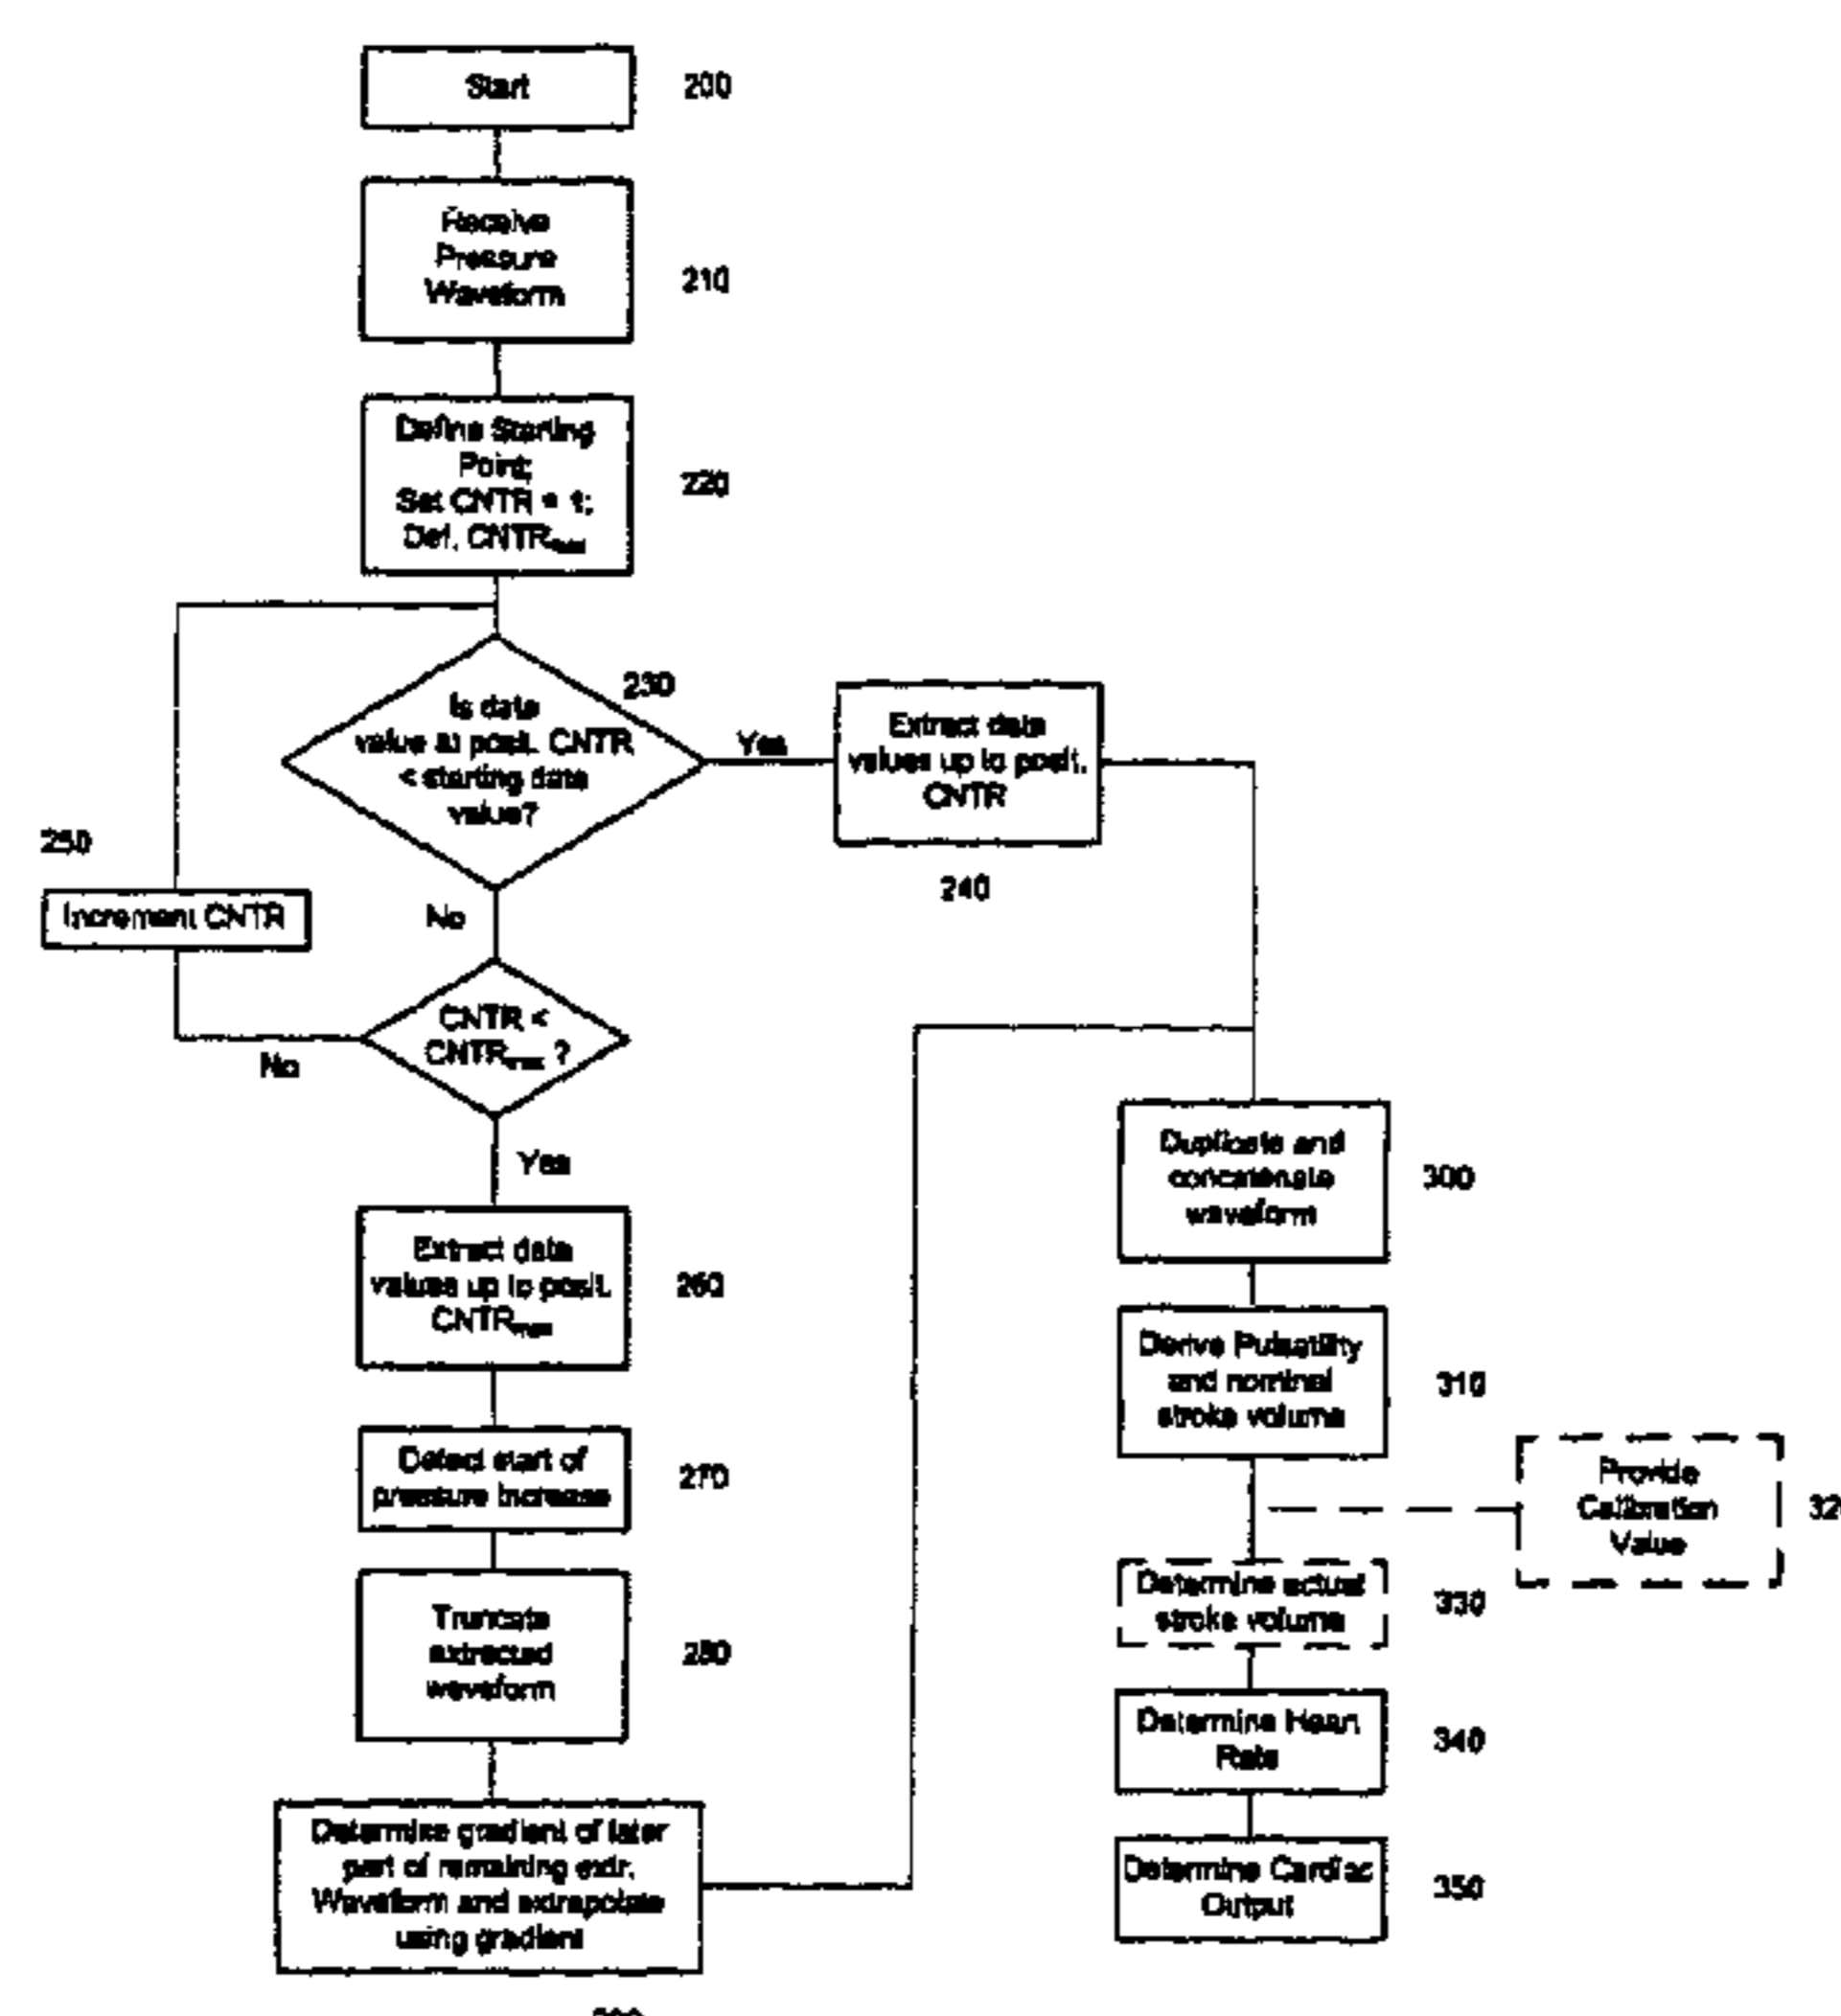 Start
200
Receive
Pressure
Waveform
210
Define Starting
Point;
Set CNTR = 1;
Def. CNTRmax
220
Is data
value at posit. CNTR
< starting data
value?
230
Yes
Extract data
values up to posit.
CNTR
240
No
250
Increment CNTR
CNTR <
CNTRmax ?
No
Yes
Extract data
values up to posit.
CNTRmax
260
Detect start of
pressure increase
270
Truncate
extracted
waveform
280
Determine gradient of later
part of remaining extr.
Waveform and extrapolate
using gradient
Duplicate and
concatenate
waveform
300
Derive Pulsatility
and nominal
stroke volume
310
Provide
Calibration
Value
320
Determine actual
stroke volume
330
Determine Heart
Rate
340
Determine Cardiac
Output
350